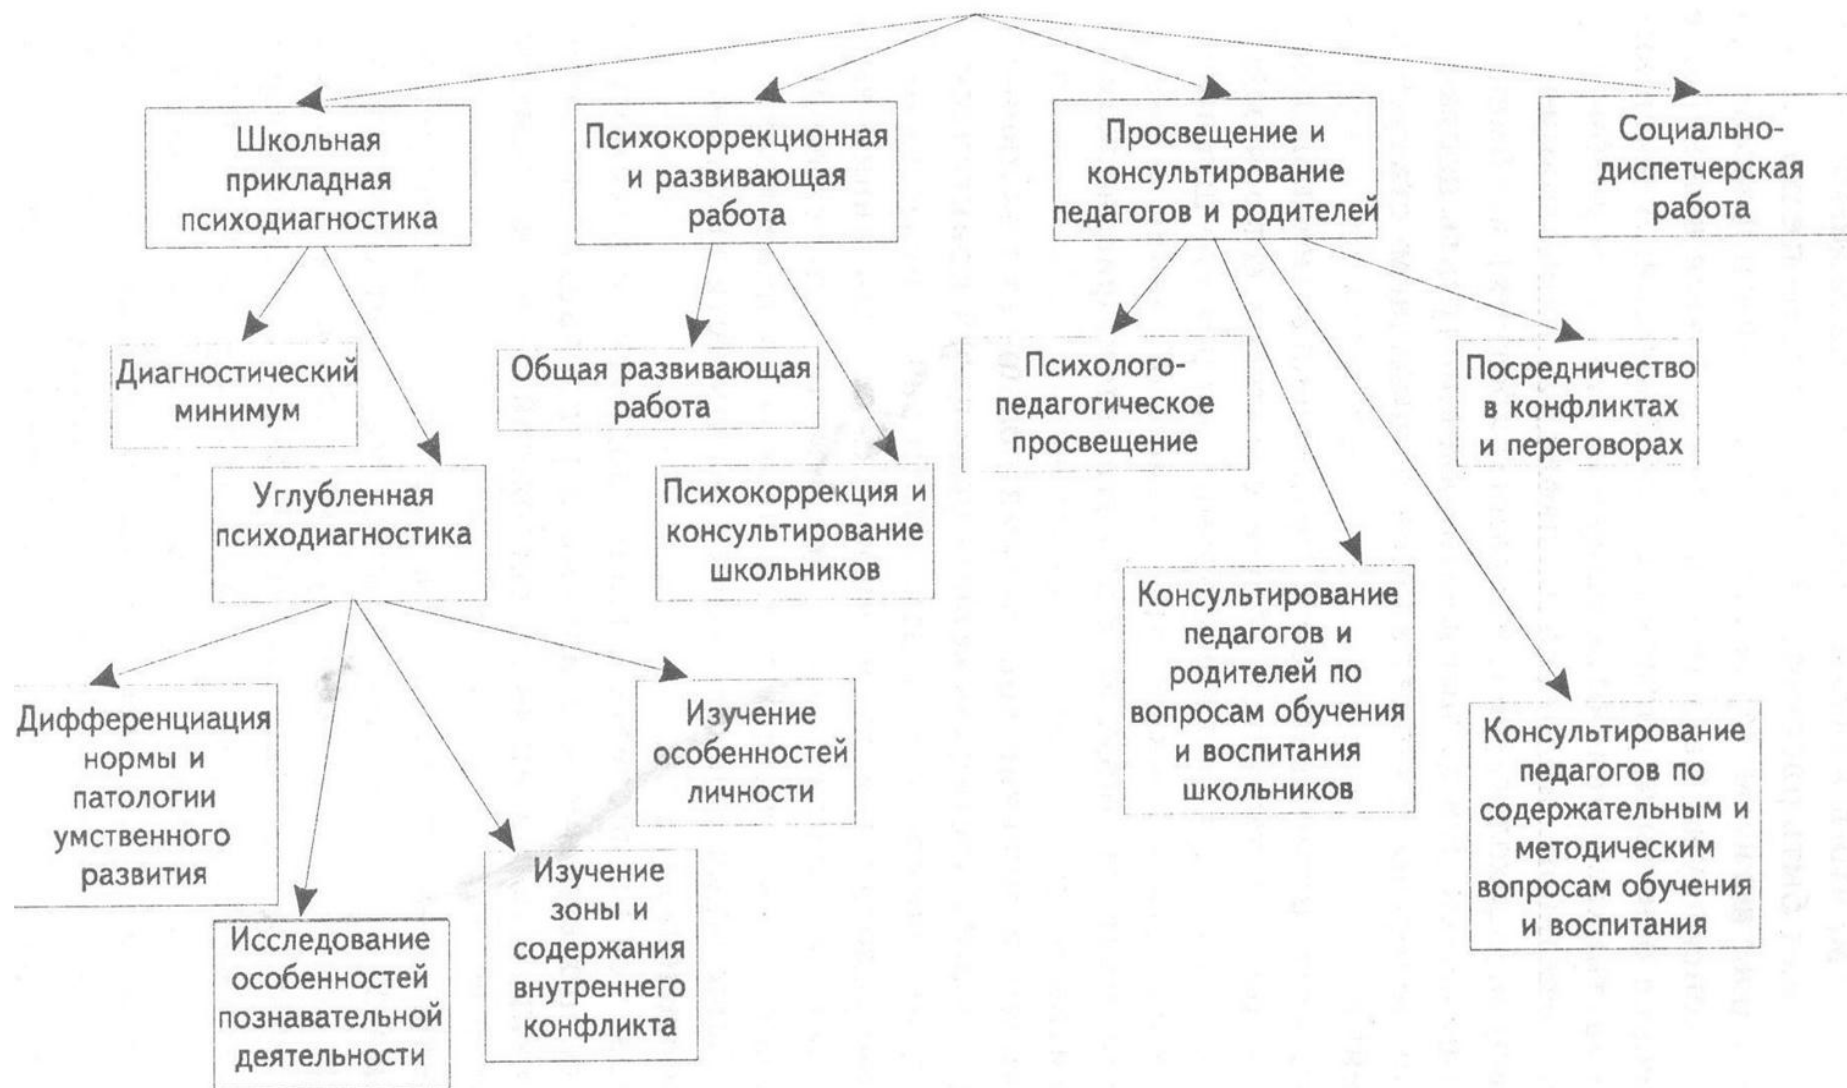 Школьная
прикладная
психодиагностика
Психокоррекционная
и развивающая
работа
Просвещение и
консультирование
педагогов и родителей
Социально-
диспетчерская
работа
Диагностический
минимум
Общая развивающая
работа
Психолого-
педагогическое
просвещение
Посредничество
в конфликтах
и переговорах
Углубленная
психодиагностика
Психокоррекция и
консультирование
школьников
Консультирование
педагогов и
родителей по
вопросам обучения
и воспитания
школьников
Консультирование
педагогов по
содержательным и
методическим
вопросам обучения
и воспитания
Дифференциация
нормы и
патологии
умственного
развития
Исследование
особенностей
познавательной
деятельности
Изучение
зоны и
содержания
внутреннего
конфликта
Изучение
особенностей
личности